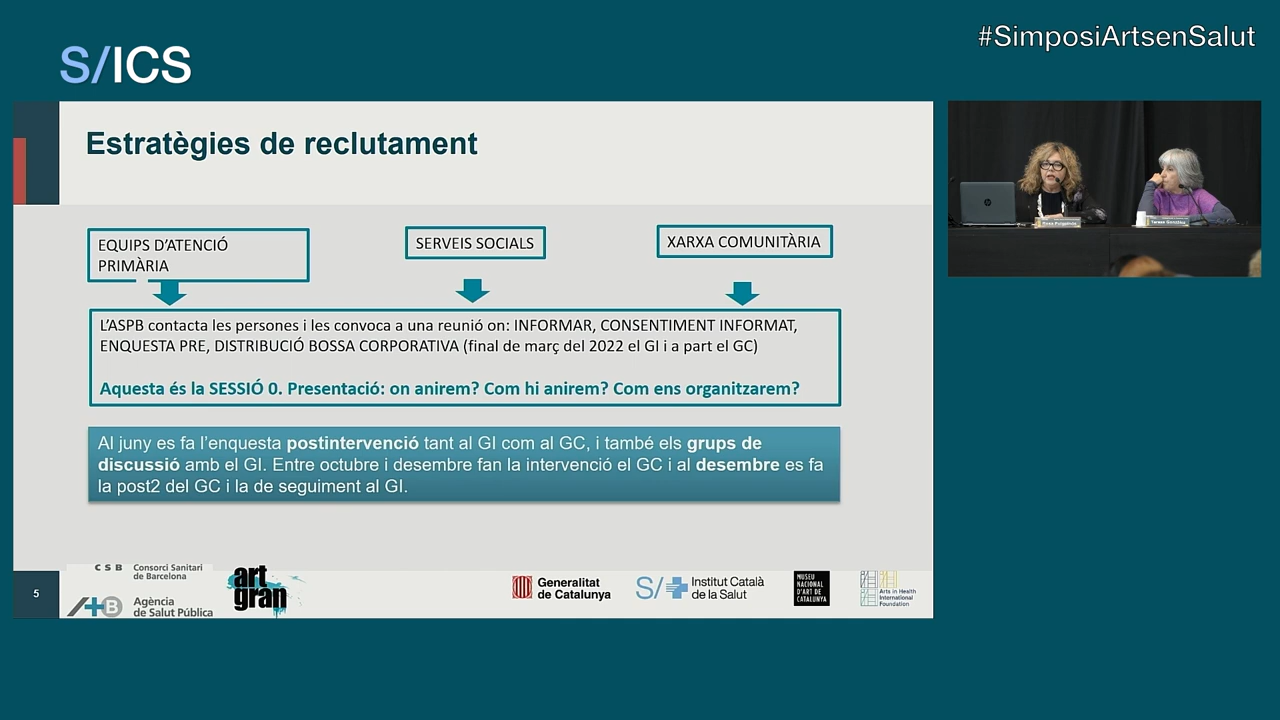 #SimposiArtsenSalut
S/ICS
Estratègies de reclutament
EQUIPS D'ATENCIÓ
PRIMÀRIA
SERVEIS SOCIALS
XARXA COMUNITÀRIA
L'ASPB contacta les persones i les convoca a una reunió on: INFORMAR, CONSENTIMENT INFORMAT,
ENQUESTA PRE, DISTRIBUCIÓ BOSSA CORPORATIVA (final de març del 2022 el GI i a part el GC)
Aquesta és la SESSIÓ 0. Presentació: on anirem? Com hi anirem? Com ens organitzarem?
Al juny es fa l'enquesta postintervenció tant al GI com al GC, i també els grups de
discussió amb el GI. Entre octubre i desembre fan la intervenció el GC i al desembre es fa
la post2 del GC i la de seguiment al GI.
5
CSB Consorci Sanitari
de Barcelona
Agència
de Salut Pública
art
gran
Generalitat
de Catalunya
S/ Institut Català
de la Salut
MUSEU
NACIONAL
D'ART DE
CATALUNYA
Arts in Health
International
Foundation